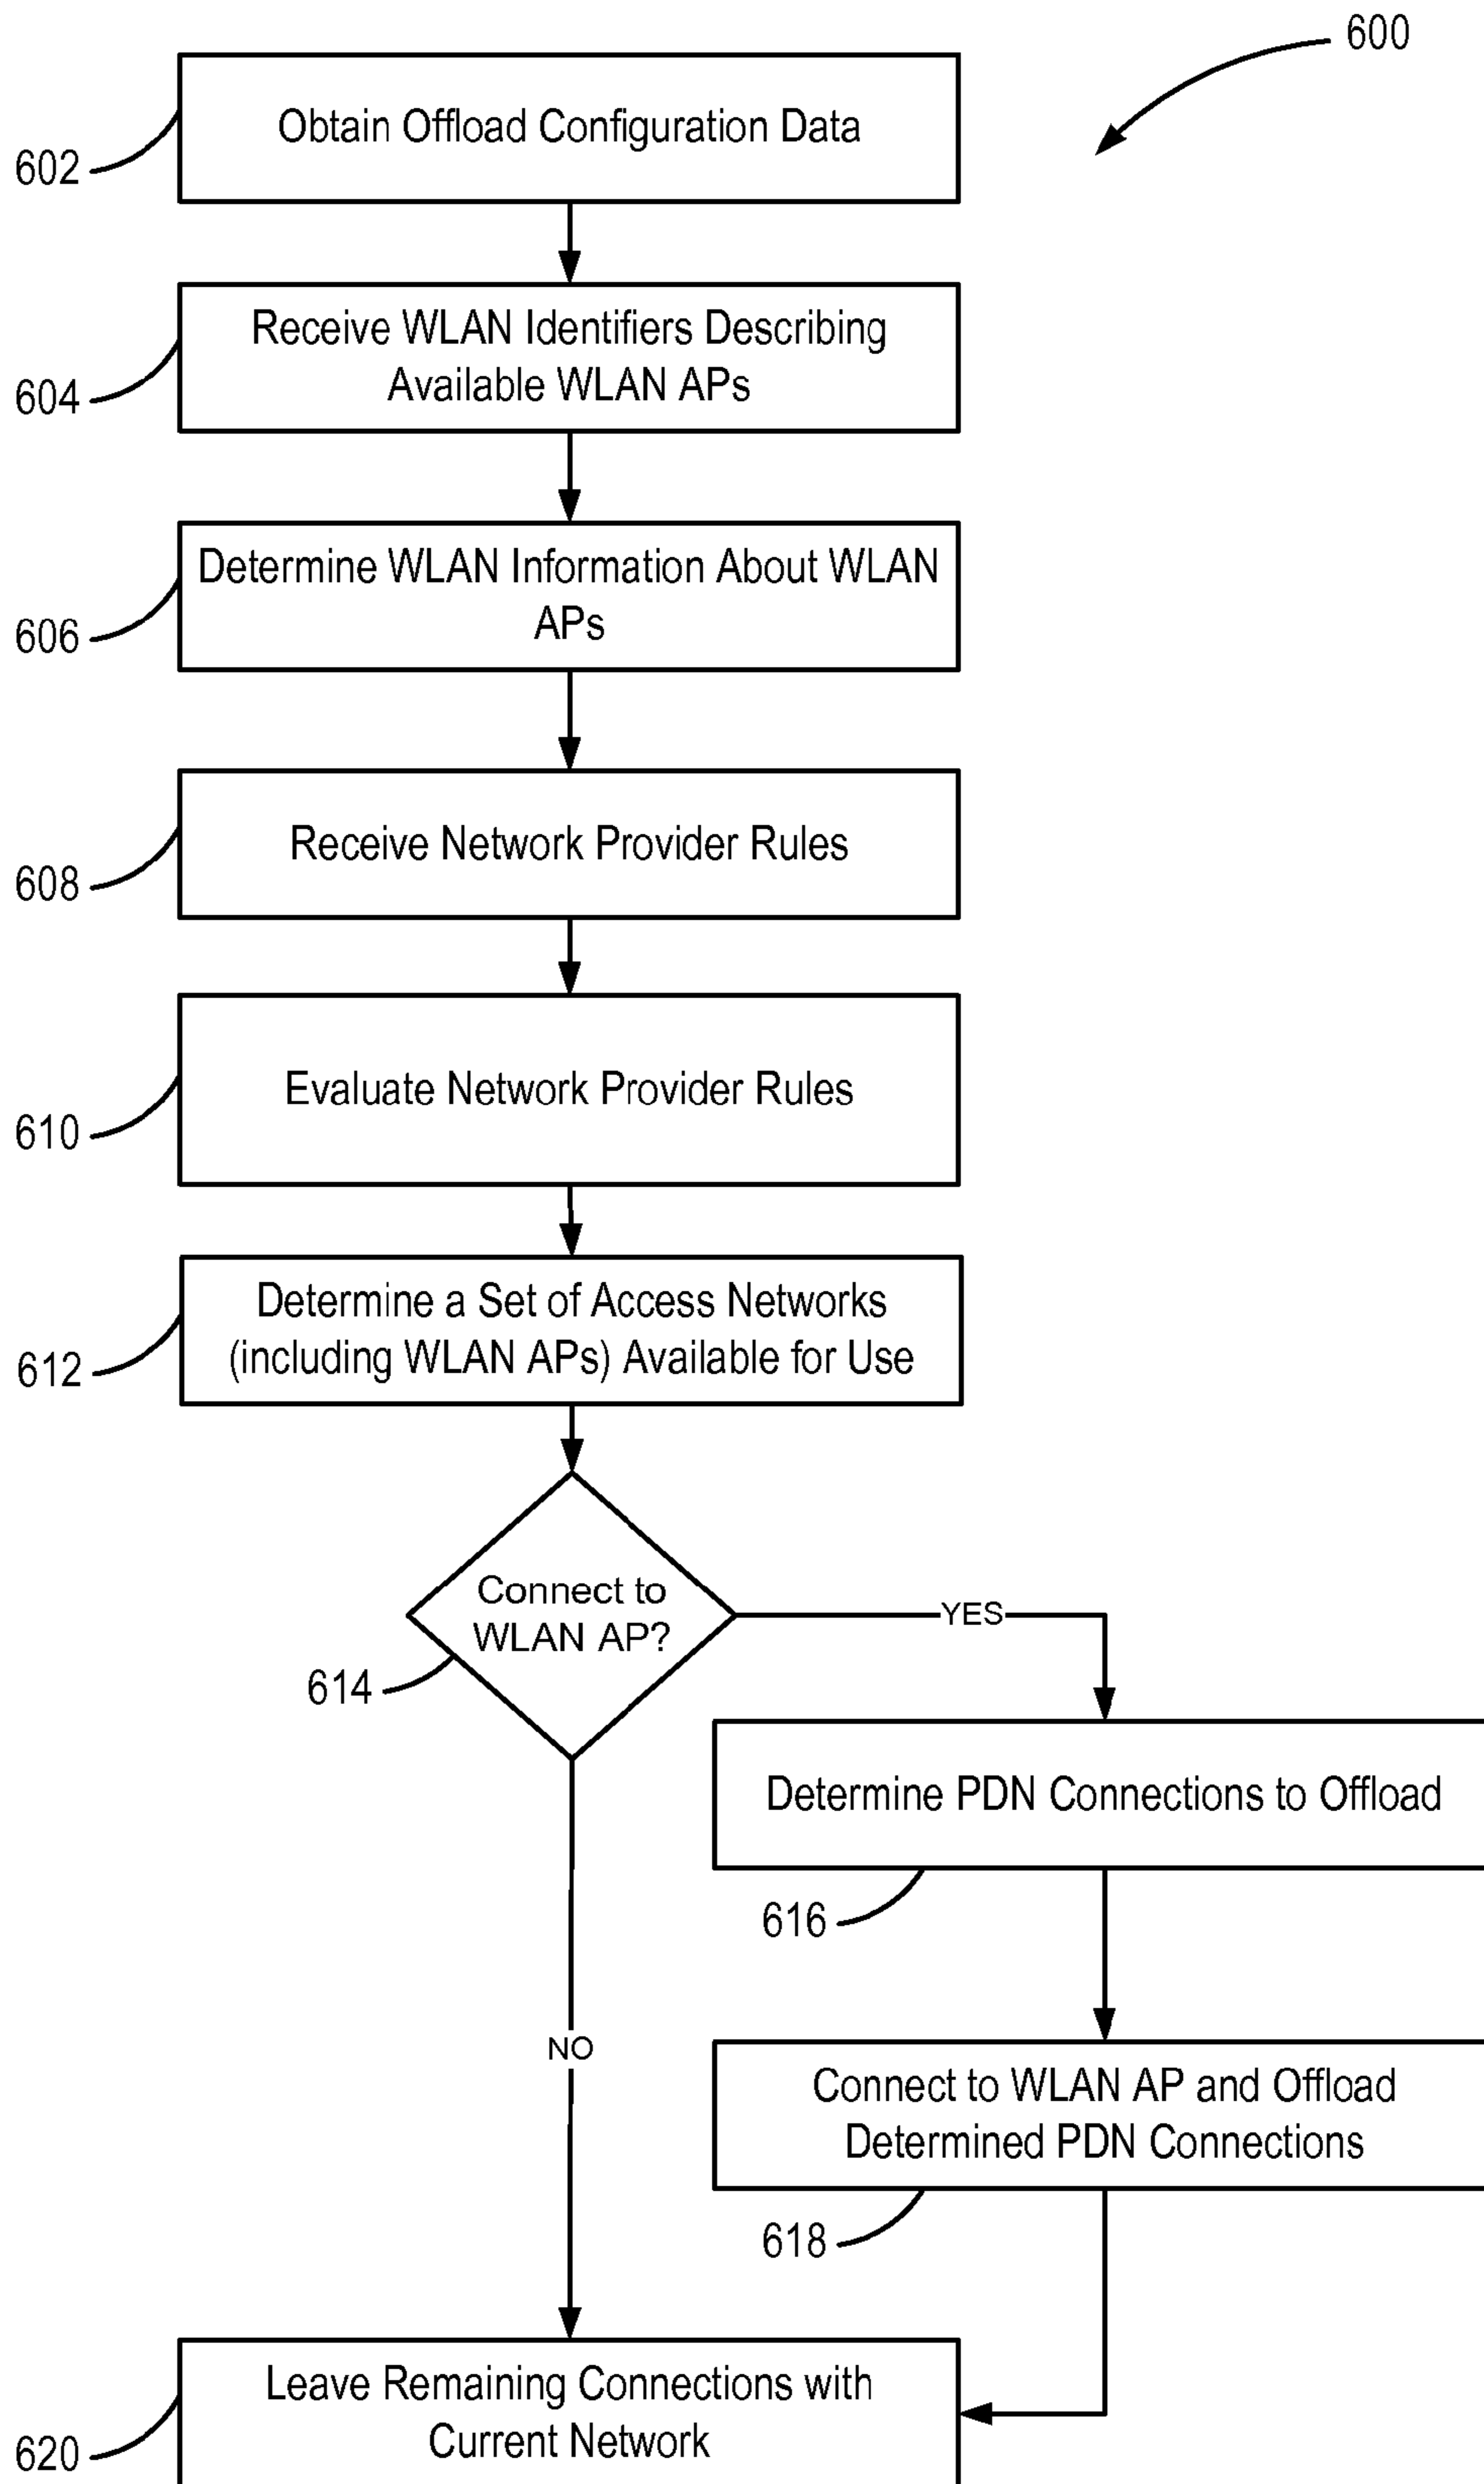 600
Obtain Offload Configuration Data
602
Receive WLAN Identifiers Describing
Available WLAN APs
604
Determine WLAN Information About WLAN
APs
606
Receive Network Provider Rules
608
Evaluate Network Provider Rules
610
Determine a Set of Access Networks
(including WLAN APs) Available for Use
612
Connect to
WLAN AP?
YES
614
Determine PDN Connections to Offload
616
NO
Connect to WLAN AP and Offload
Determined PDN Connections
618
Leave Remaining Connections with
Current Network
620